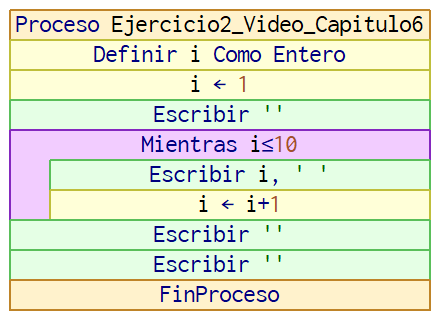 Proceso Ejercicio2_Video_Capitulo6
Definir i Como Entero
i ← 1
Escribir ''
Mientras i≤10
Escribir i, ' '
i ← i+1
Escribir ''
Escribir ''
FinProceso